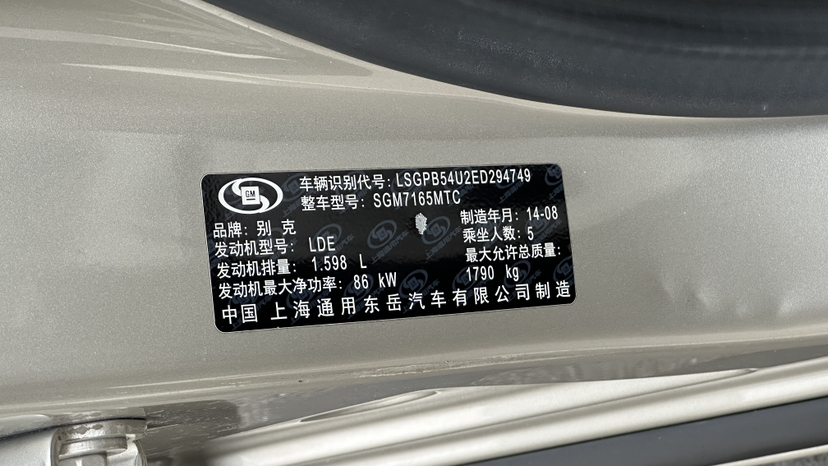 GM
车辆识别代号: LSGPB54U2ED294749
整车型号: SGM7165MTC
品牌: 别 克
制造年月: 14-08
发动机型号: LDE
乘坐人数: 5
发动机排量: 1.598 L
最大允许总质量:
发动机最大净功率: 86 kW
1790 kg
中国 上海通用东岳汽车有限公司制造